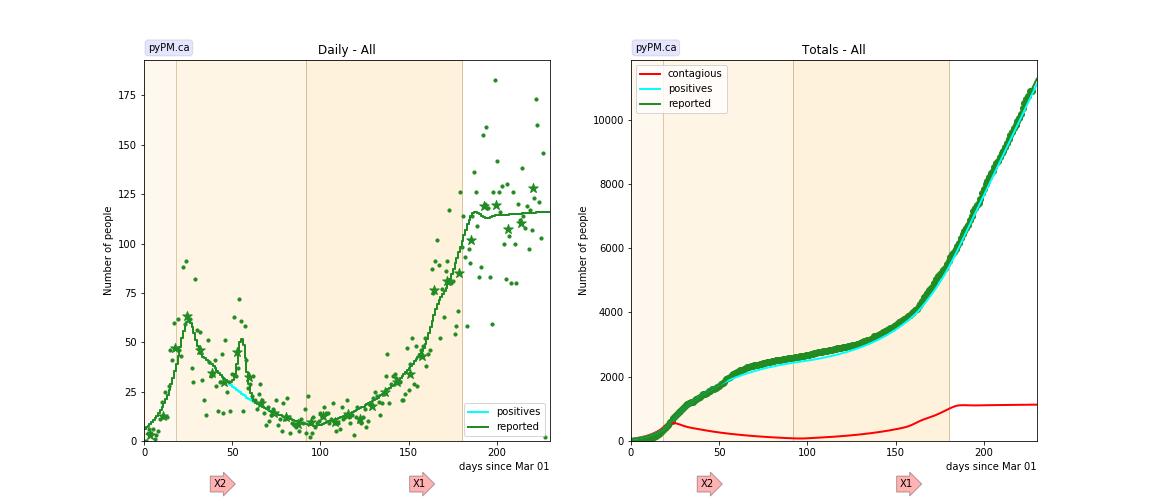 pyPM.ca
Daily - All
Number of people
175
150
125
100
75
50
25
0
0 50 100 150 200
days since Mar 01
positives
reported
X2
X1
pyPM.ca
Totals - All
Number of people
contagious
positives
reported
10000
8000
6000
4000
2000
0
0 50 100 150 200
days since Mar 01
X2
X1